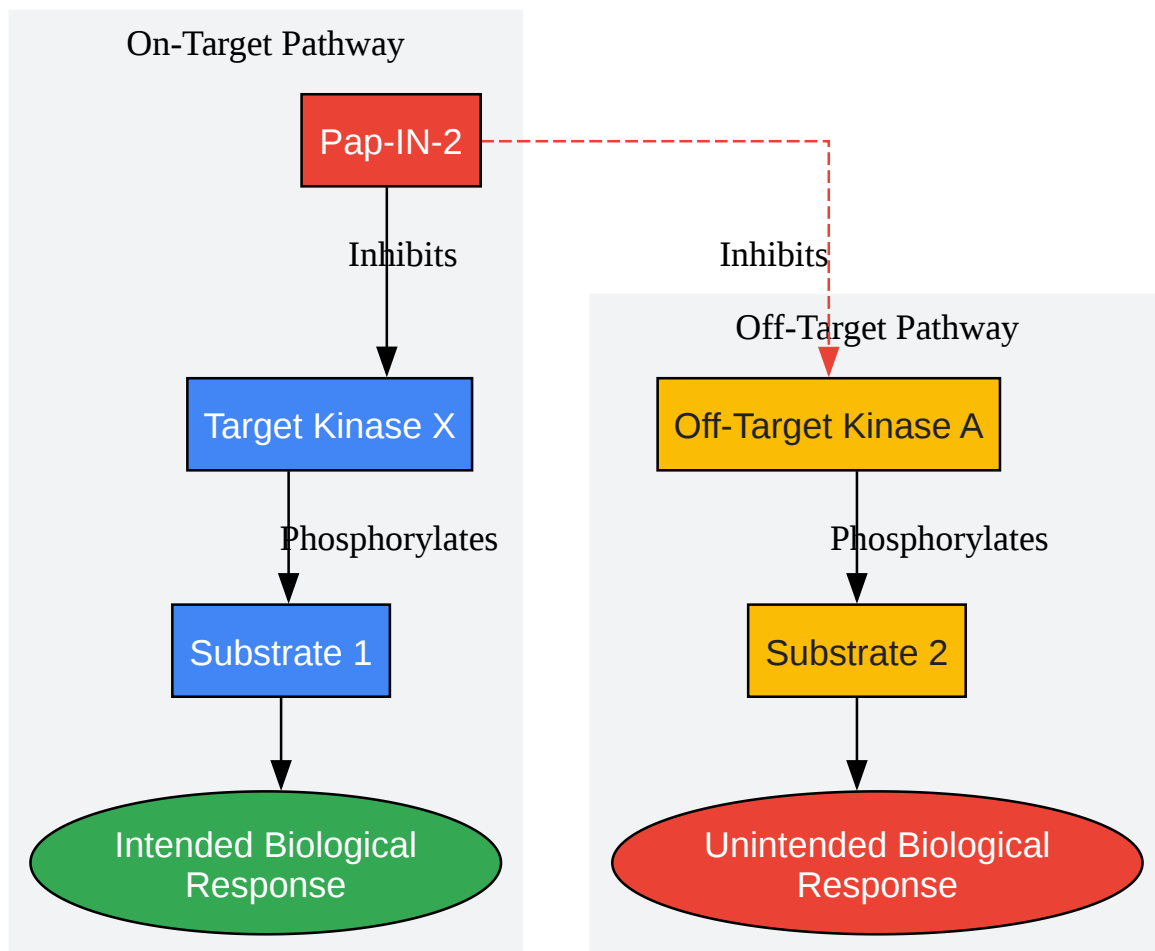 On-Target Pathway
Pap-IN-2
Inhibits
Inhibits
Off-Target Pathway
Target Kinase X
Off-Target Kinase A
Phosphorylates
Phosphorylates
Substrate 1
Substrate 2
Intended Biological
Response
Unintended Biological
Response